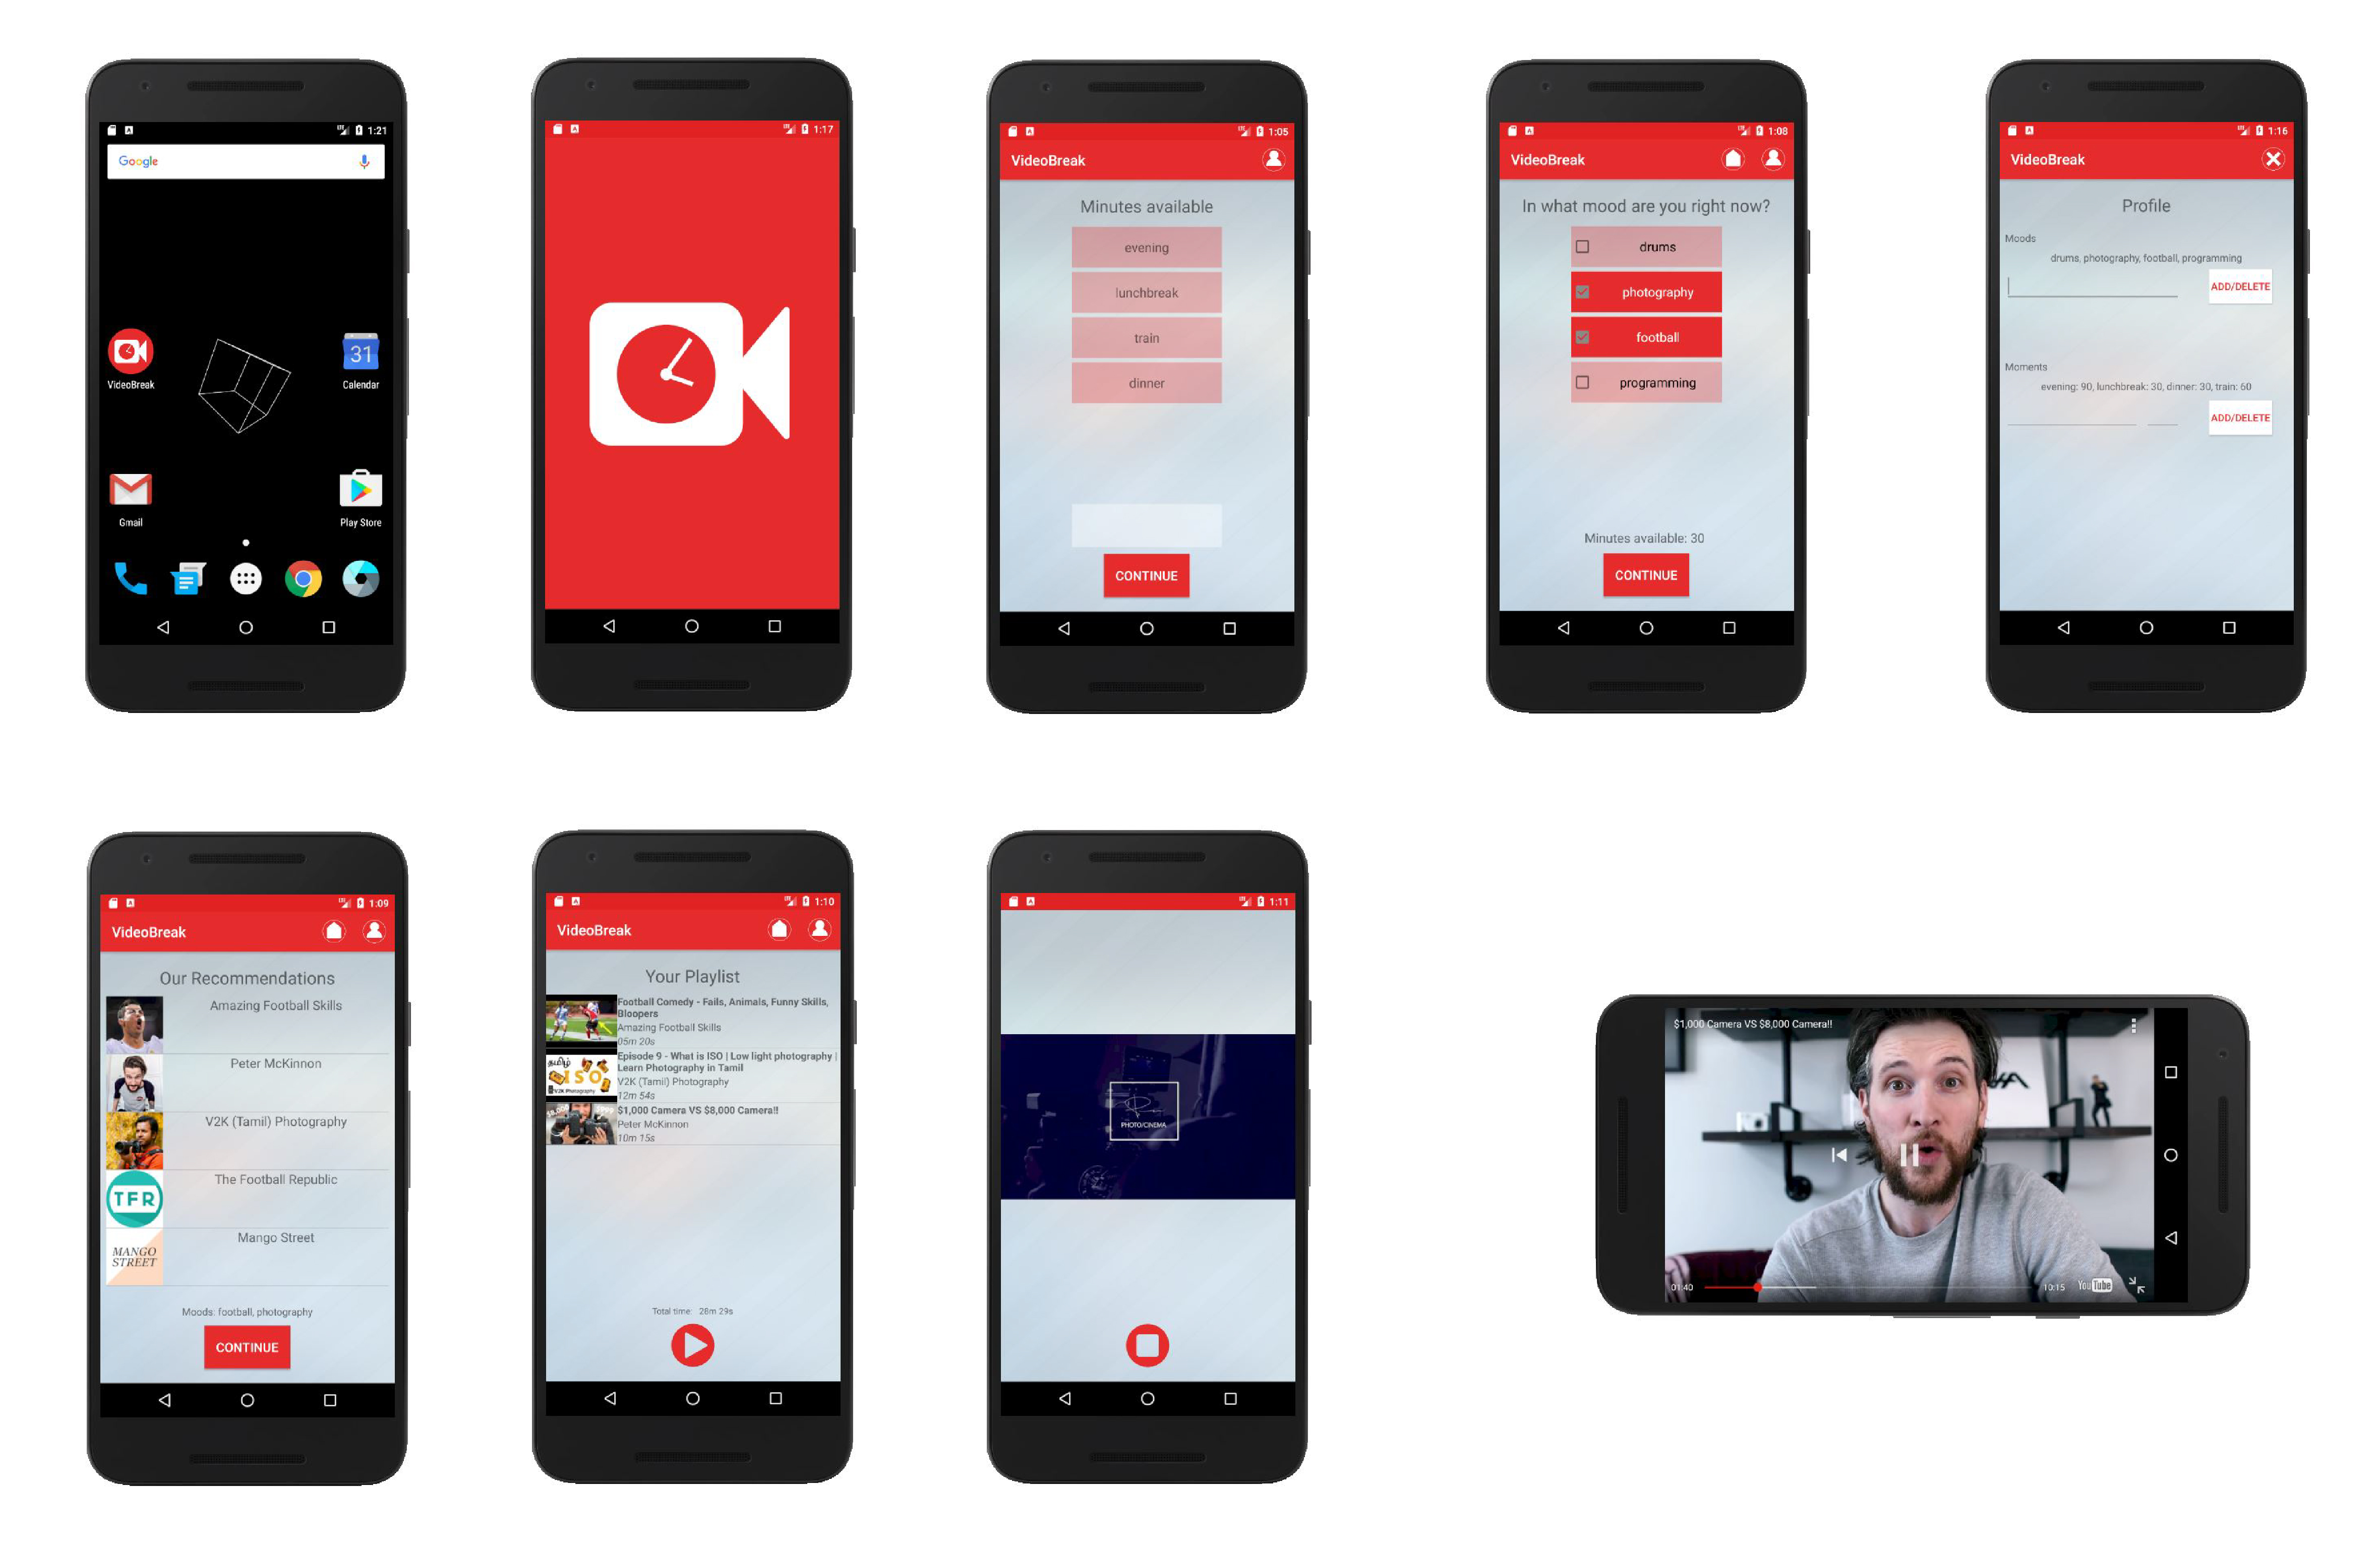 1:21
Google
VideoBreak
31
Calendar
Gmail
Play Store
1:17
1:05
VideoBreak
Minutes available
evening
lunchbreak
train
dinner
CONTINUE
1:08
VideoBreak
In what mood are you right now?
drums
photography
football
programming
Minutes available: 30
CONTINUE
1:16
VideoBreak
Profile
Moods
drums, photography, football, programming
ADD/DELETE
Moments
evening: 90, lunchbreak: 30, dinner: 30, train: 60
ADD/DELETE
1:09
VideoBreak
Our Recommendations
Amazing Football Skills
Peter McKinnon
V2K (Tamil) Photography
TFR
The Football Republic
MANGO
STREET
Mango Street
Moods: football, photography
CONTINUE
1:10
VideoBreak
Your Playlist
Football Comedy - Fails, Animals, Funny Skills,
Bloopers
Amazing Football Skills
05m 20s
தமிழ்
ISO
V2K Photography
Episode 9 - What is ISO | Low light photography |
Learn Photography in Tamil
V2K (Tamil) Photography
12m 54s
$1,000 Camera VS $8,000 Camera!!
Peter McKinnon
10m 15s
Total time: 28m 29s
1:11
PHOTO/CINEMA
$1,000 Camera VS $8,000 Camera!!
01:40
10:15
YouTube